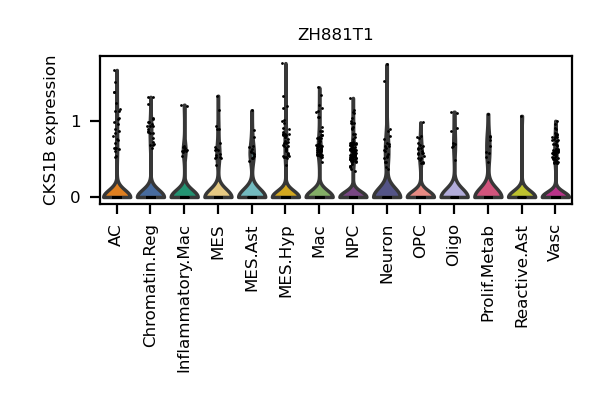 ZH881T1
CKS1B expression
1
0
AC
Chromatin.Reg
Inflammatory.Mac
MES
MES.Ast
MES.Hyp
Mac
NPC
Neuron
OPC
Oligo
Prolif.Metab
Reactive.Ast
Vasc